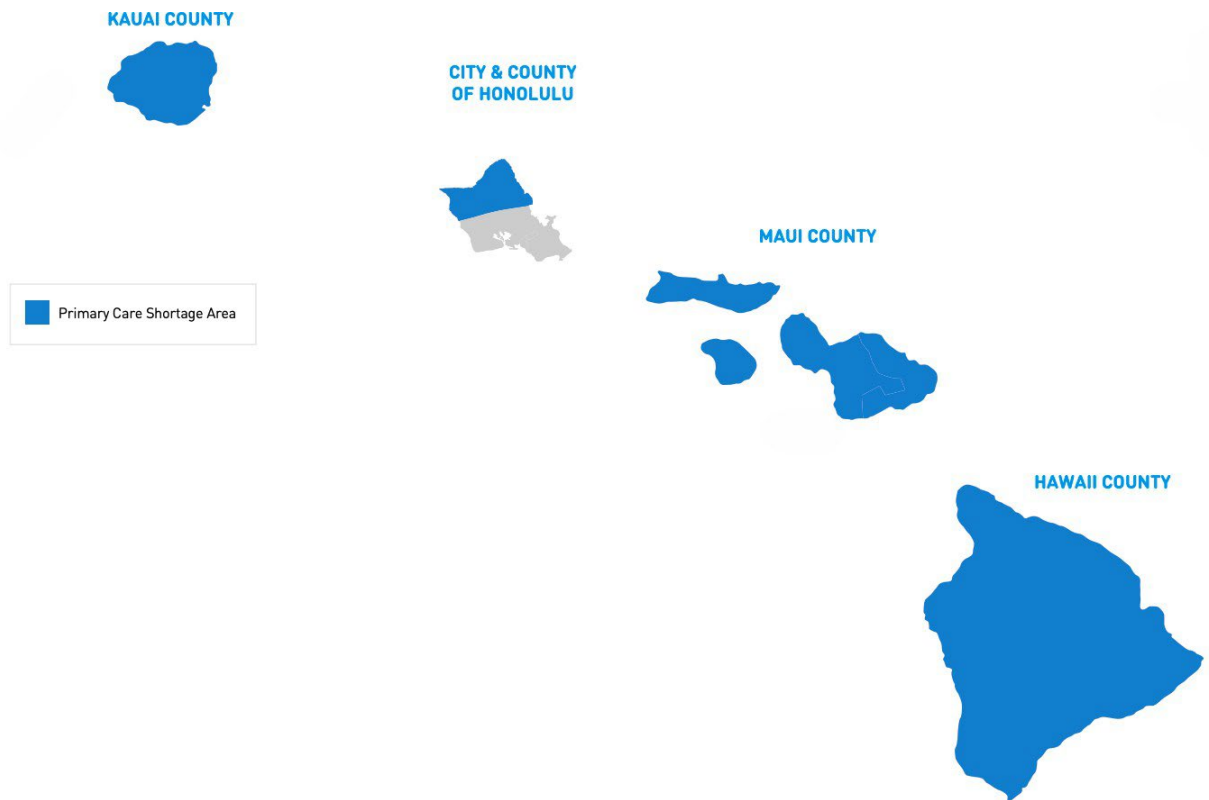 KAUAI COUNTY
CITY & COUNTY
OF HONOLULU
MAUI COUNTY
Primary Care Shortage Area
HAWAII COUNTY